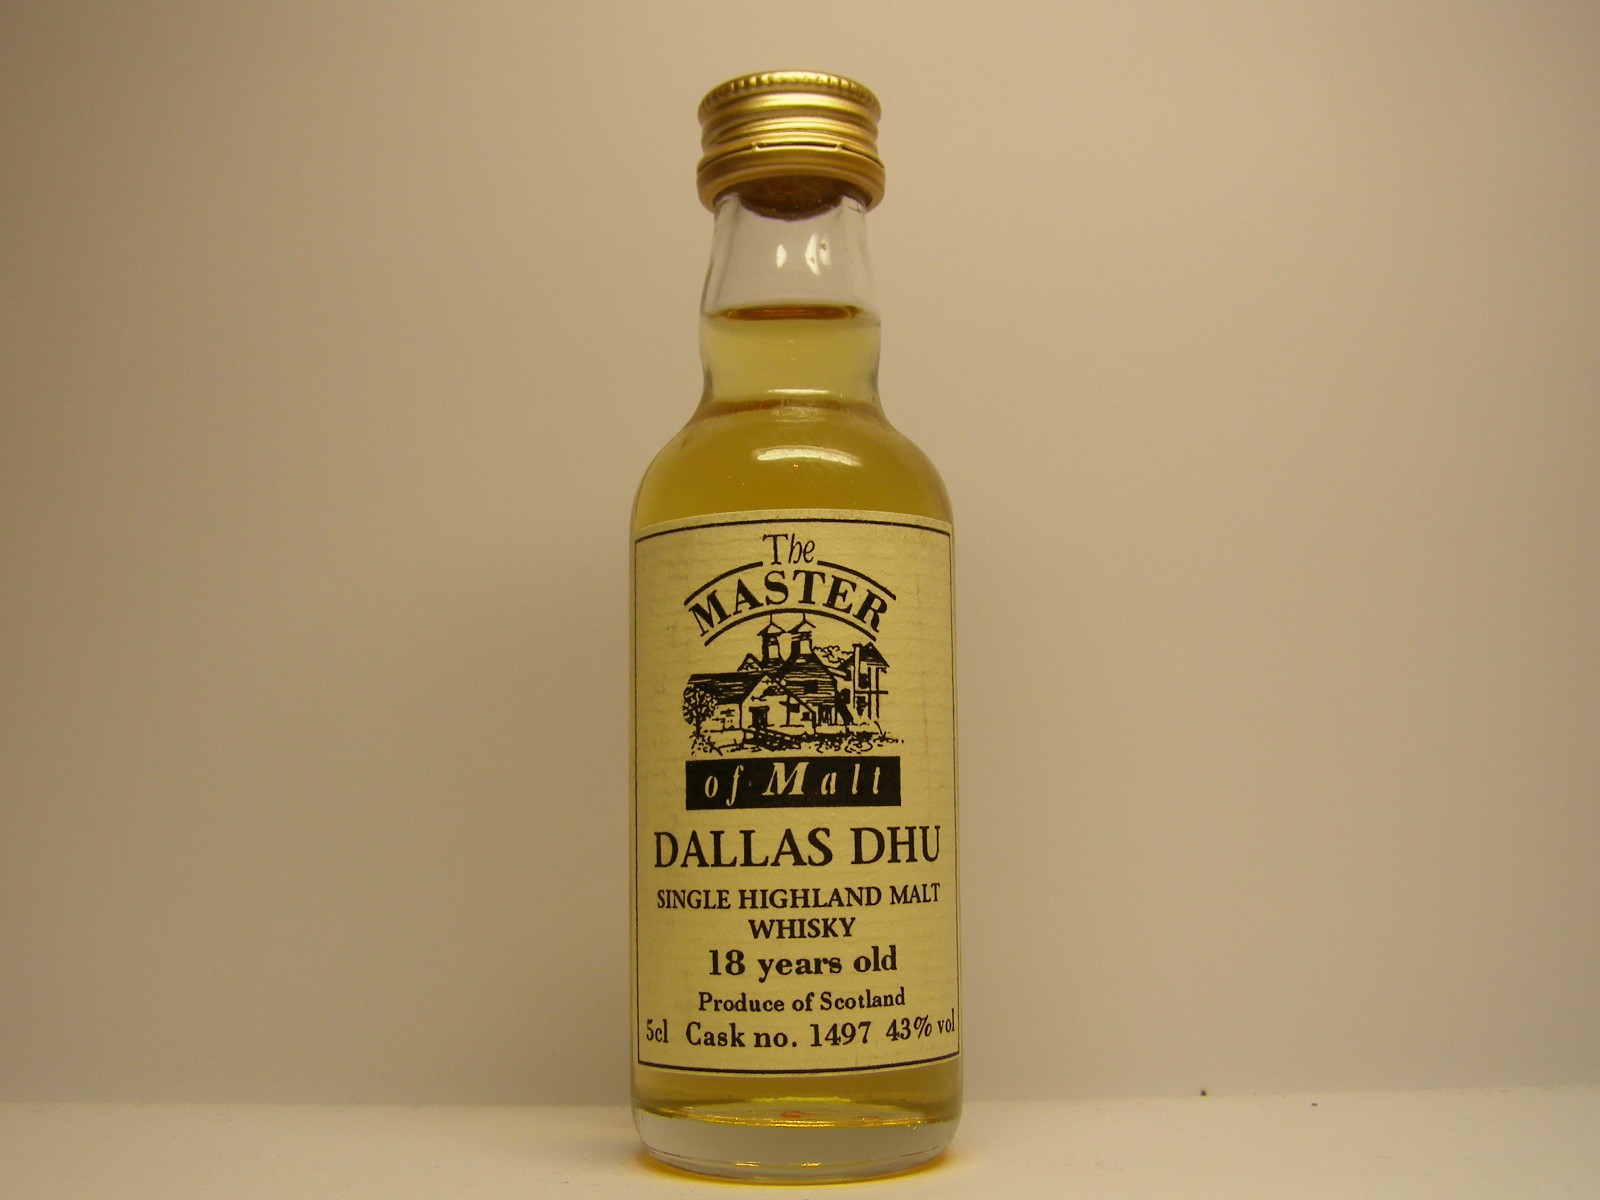 The
MASTER
of Malt
DALLAS DHU
SINGLE HIGHLAND MALT
WHISKY
18 years old
Produce of Scotland
5cl Cask no. 1497 43% vol